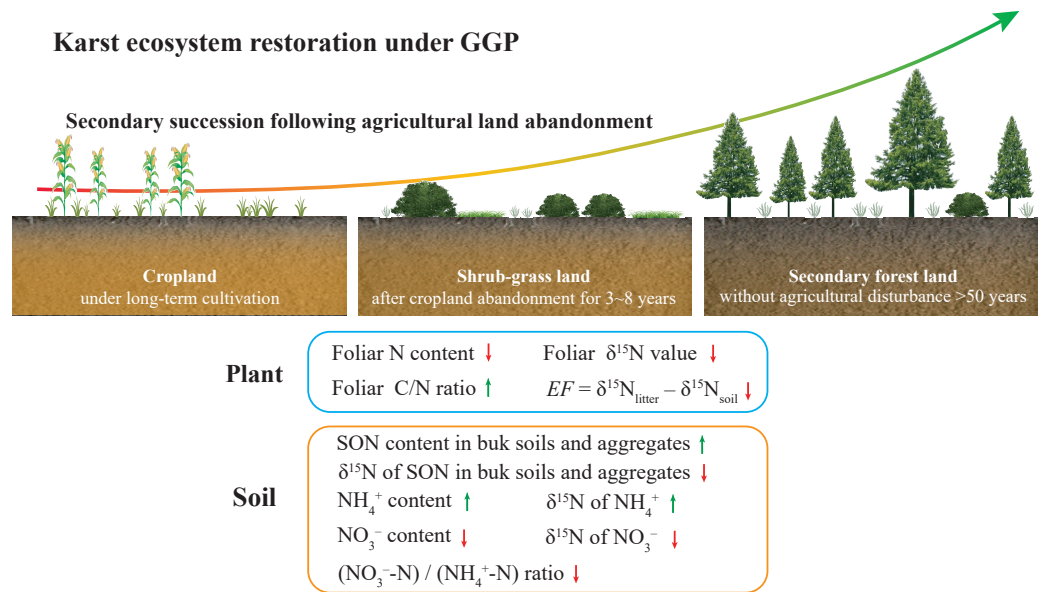 Karst ecosystem restoration under GGP
Secondary succession following agricultural land abandonment
Cropland
under long-term cultivation
Shrub-grass land
after cropland abandonment for 3~8 years
Secondary forest land
without agricultural disturbance >50 years
Plant
Foliar N content ↓ Foliar δ¹⁵N value ↓
Foliar C/N ratio ↑ EF = δ¹⁵N_litter – δ¹⁵N_soil ↓
Soil
SON content in buk soils and aggregates ↑
δ¹⁵N of SON in buk soils and aggregates ↓
NH₄⁺ content ↑ δ¹⁵N of NH₄⁺ ↑
NO₃⁻ content ↓ δ¹⁵N of NO₃⁻ ↓
(NO₃⁻-N) / (NH₄⁺-N) ratio ↓